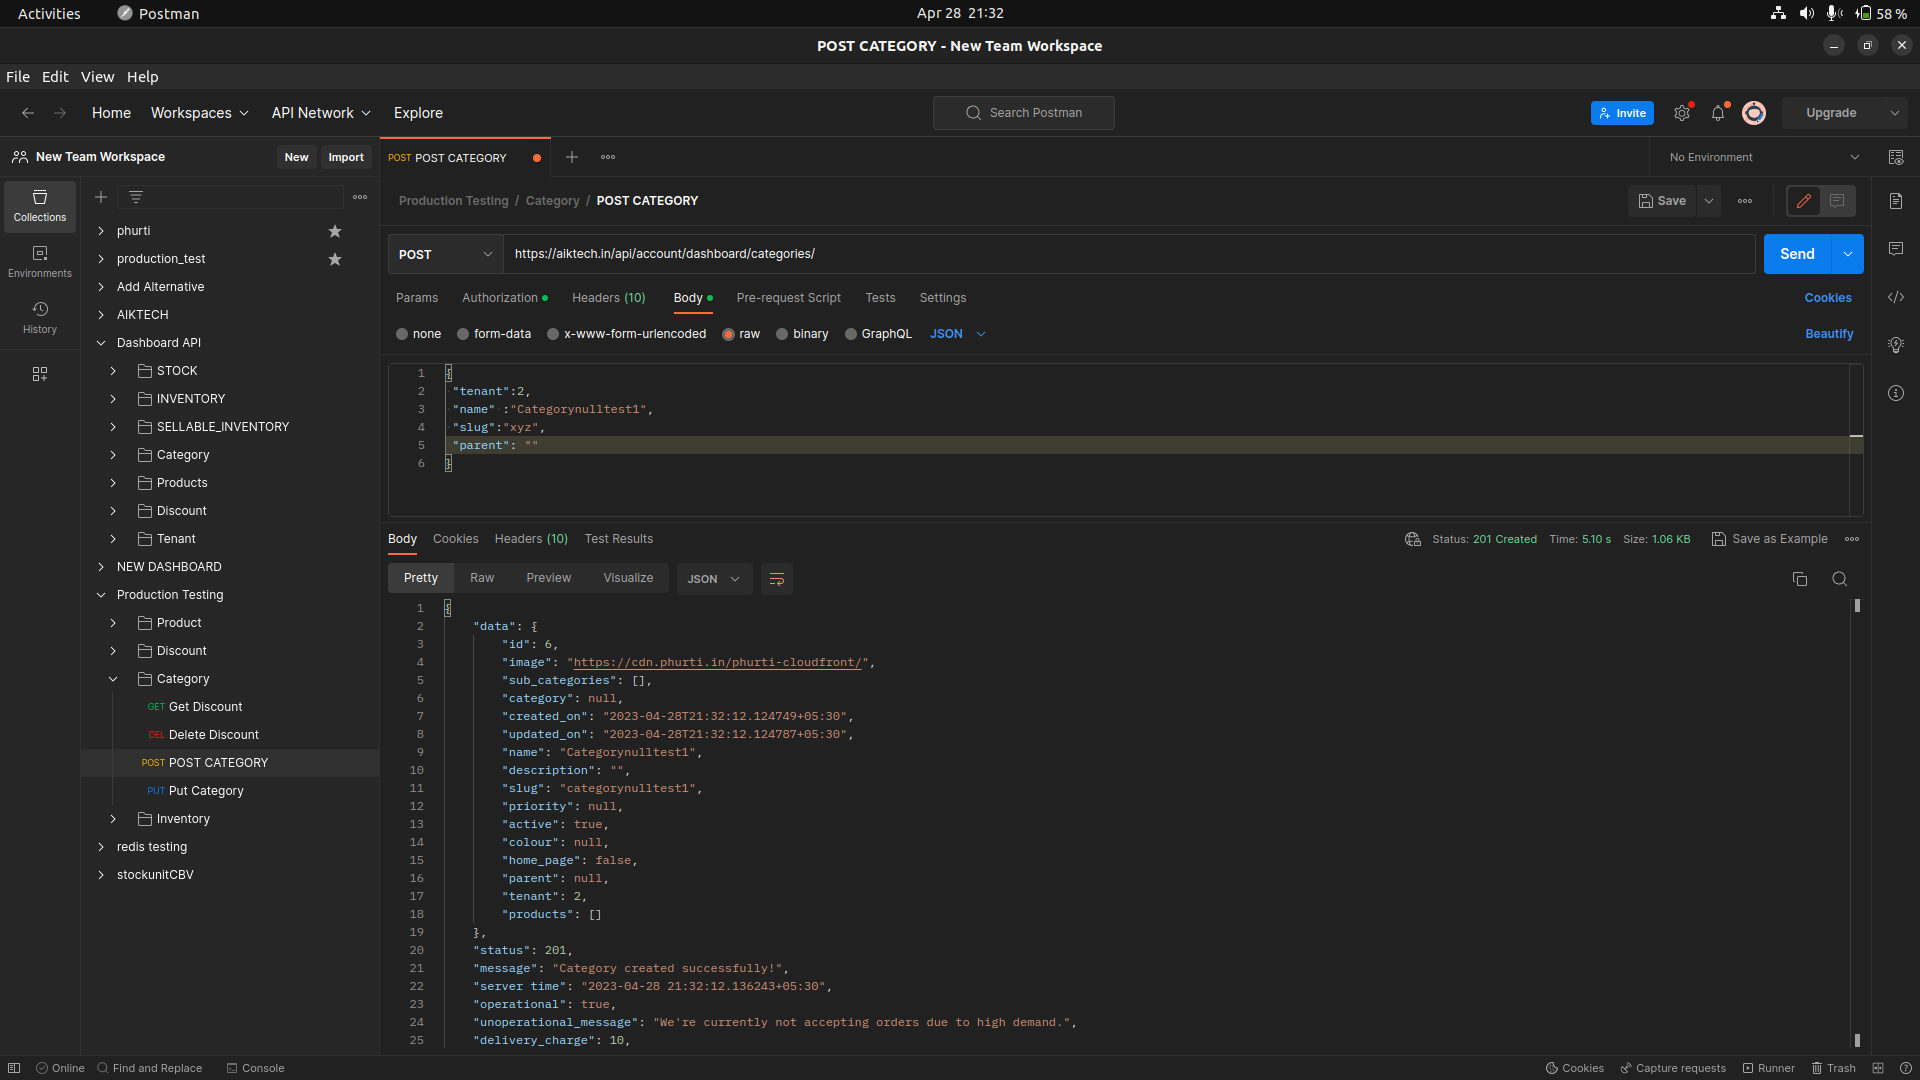 Activities Postman Apr 28 21:32 58 %
POST CATEGORY - New Team Workspace
File Edit View Help
Home Workspaces API Network Explore Search Postman Invite Upgrade
New Team Workspace New Import POST POST CATEGORY No Environment
Collections
Environments
History
phurti
production_test
Add Alternative
AIKTECH
Dashboard API
STOCK
INVENTORY
SELLABLE_INVENTORY
Category
Products
Discount
Tenant
NEW DASHBOARD
Production Testing
Product
Discount
Category
GET Get Discount
DEL Delete Discount
POST POST CATEGORY
PUT Put Category
Inventory
redis testing
stockunitCBV
Production Testing / Category / POST CATEGORY Save
POST https://aiktech.in/api/account/dashboard/categories/ Send
Params Authorization Headers (10) Body Pre-request Script Tests Settings Cookies
none form-data x-www-form-urlencoded raw binary GraphQL JSON Beautify
1 {
2 "tenant":2,
3 "name" :"Categorynulltest1",
4 "slug":"xyz",
5 "parent": ""
6 }
Body Cookies Headers (10) Test Results Status: 201 Created Time: 5.10 s Size: 1.06 KB Save as Example
Pretty Raw Preview Visualize JSON
1 {
2 "data": {
3 "id": 6,
4 "image": "https://cdn.phurti.in/phurti-cloudfront/",
5 "sub_categories": [],
6 "category": null,
7 "created_on": "2023-04-28T21:32:12.124749+05:30",
8 "updated_on": "2023-04-28T21:32:12.124787+05:30",
9 "name": "Categorynulltest1",
10 "description": "",
11 "slug": "categorynulltest1",
12 "priority": null,
13 "active": true,
14 "colour": null,
15 "home_page": false,
16 "parent": null,
17 "tenant": 2,
18 "products": []
19 },
20 "status": 201,
21 "message": "Category created successfully!",
22 "server time": "2023-04-28 21:32:12.136243+05:30",
23 "operational": true,
24 "unoperational_message": "We're currently not accepting orders due to high demand.",
25 "delivery_charge": 10,
Online Find and Replace Console Cookies Capture requests Runner Trash